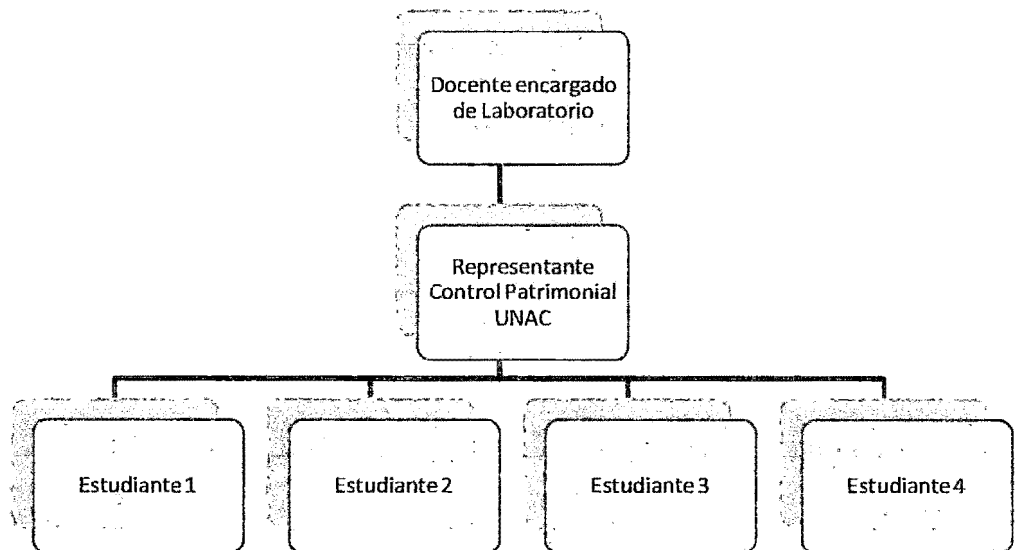 Docente encargado
de Laboratorio
Representante
Control Patrimonial
UNAC
Estudiante 1
Estudiante 2
Estudiante 3
Estudiante 4